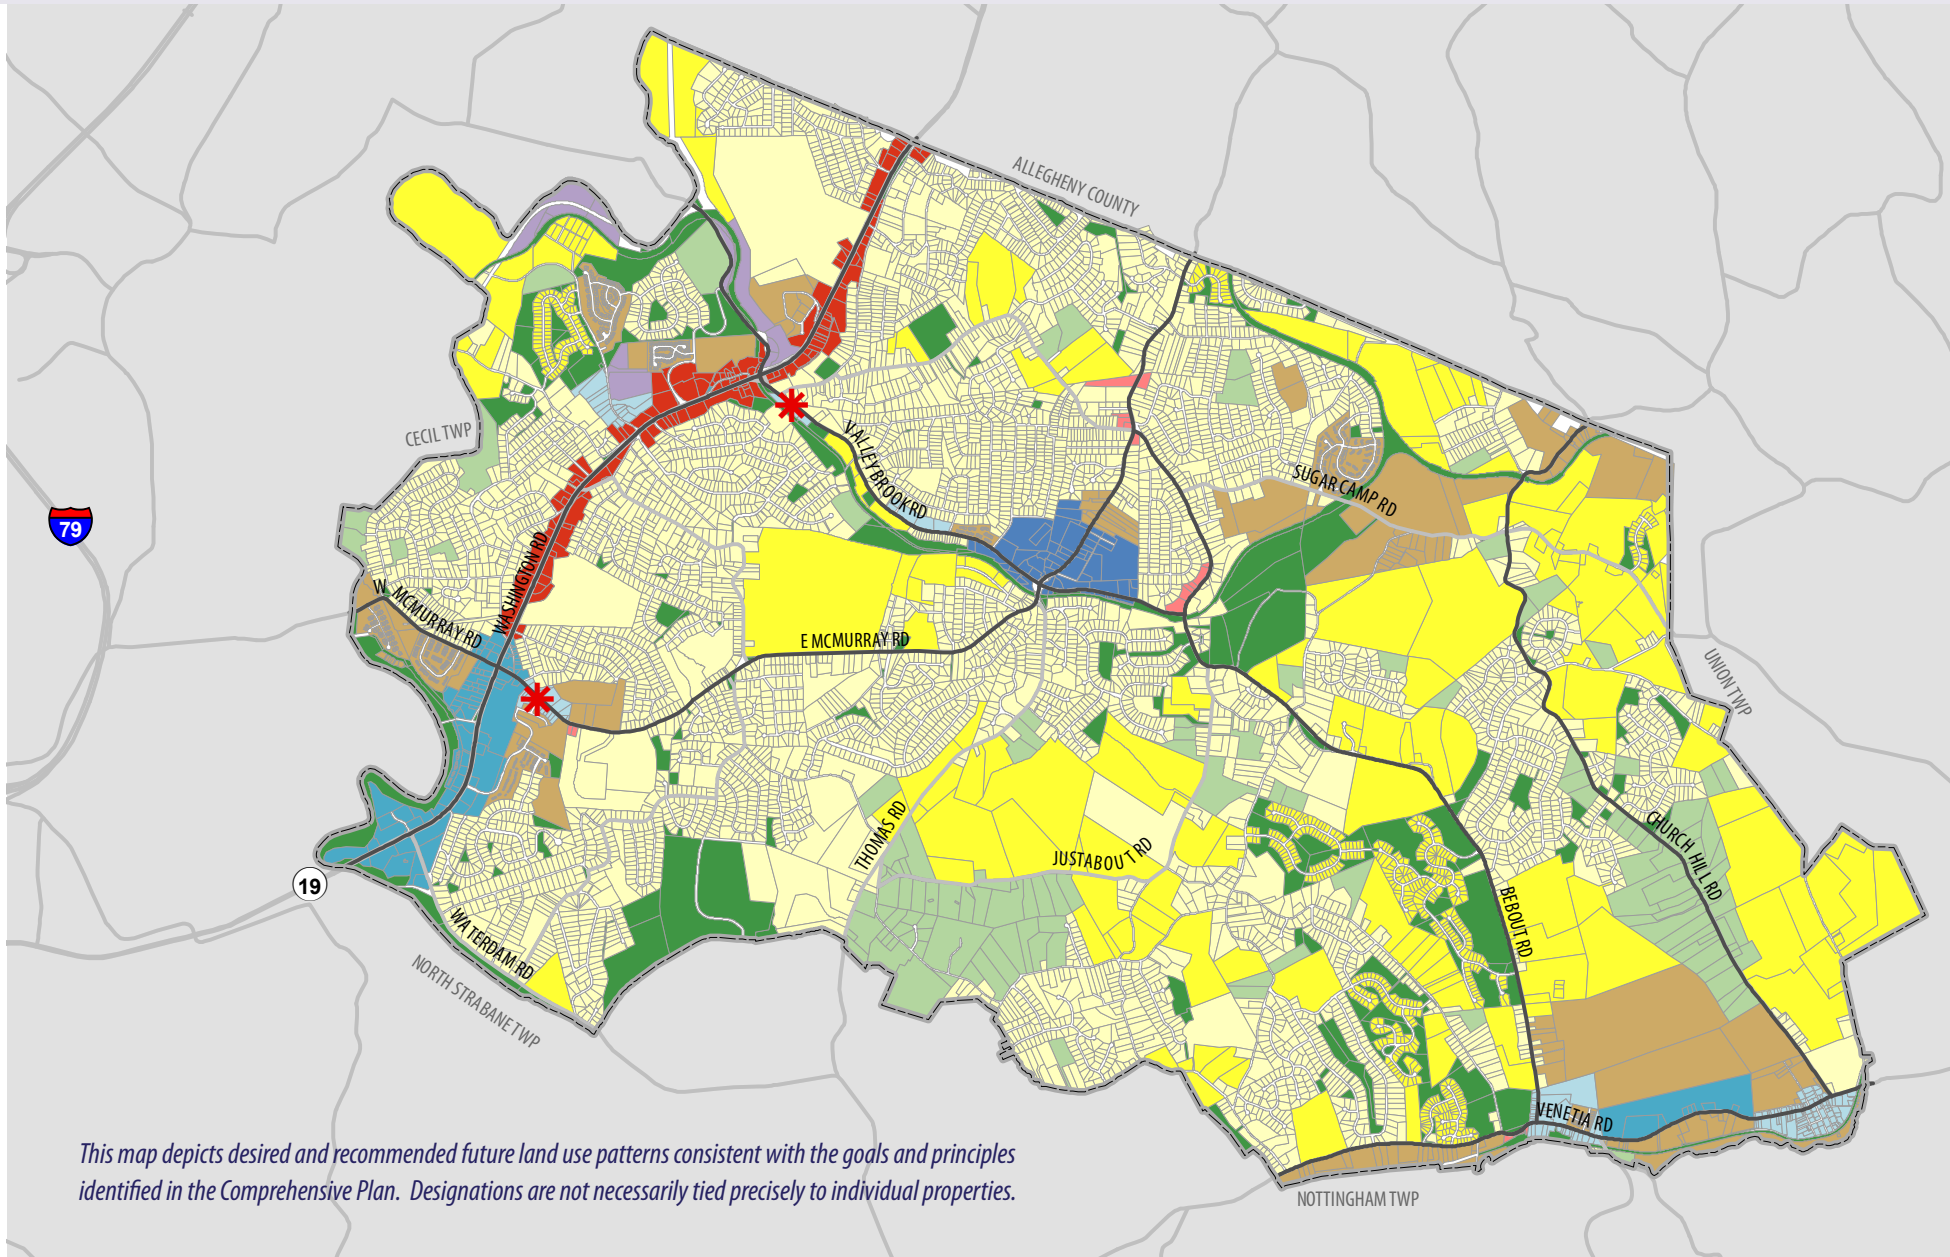 ALLEGHENY COUNTY
CECIL TWP
VALLEYBROOK RD
SUGAR CAMP RD
79
WASHINGTON RD
W MCMURRAY RD
E MCMURRAY RD
UNION TWP
THOMAS RD
JUSTABOUT RD
CHURCH HILL RD
19
BEBOUT RD
WATERDAM RD
NORTH STRABANE TWP
VENETIA RD
This map depicts desired and recommended future land use patterns consistent with the goals and principles
identified in the Comprehensive Plan. Designations are not necessarily tied precisely to individual properties.
NOTTINGHAM TWP